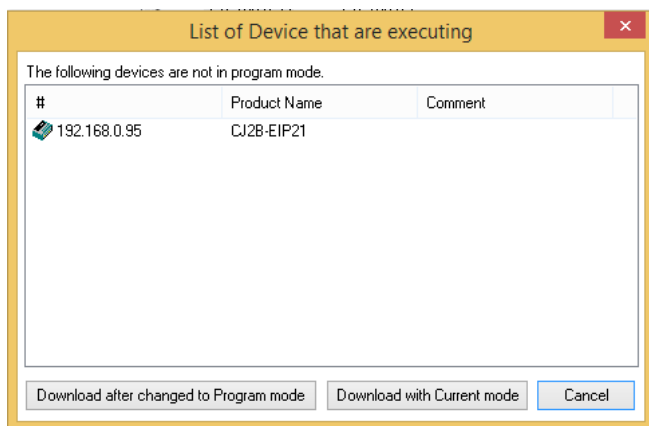 List of Device that are executing
The following devices are not in program mode.
# Product Name Comment
192.168.0.95 CJ2B-EIP21
Download after changed to Program mode Download with Current mode Cancel